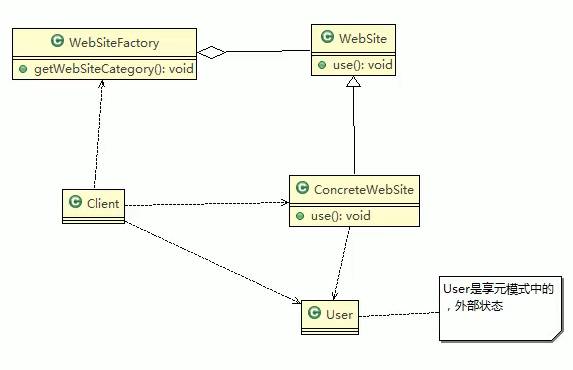 WebSiteFactory
getWebSiteCategory(): void
WebSite
use(): void
Client
ConcreteWebSite
use(): void
User
User是享元模式中的
，外部状态